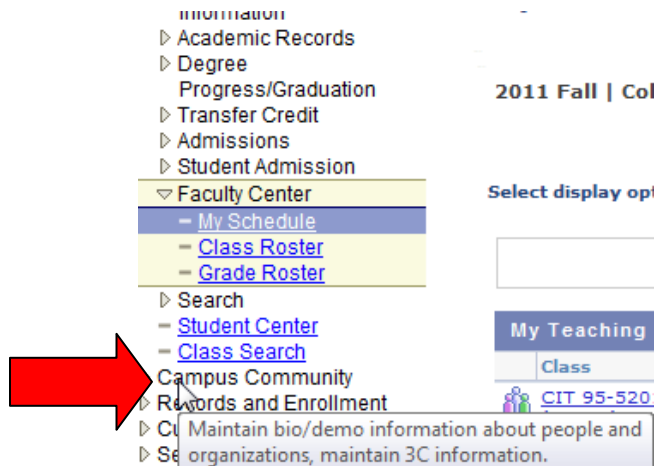 Information
Academic Records
Degree
Progress/Graduation
Transfer Credit
Admissions
Student Admission
Faculty Center
My Schedule
Class Roster
Grade Roster
Search
Student Center
Class Search
Campus Community
Records and Enrollment
Maintain bio/demo information about people and
organizations, maintain 3C information.
2011 Fall | Col
Select display opt
My Teaching
Class
CIT 95-520